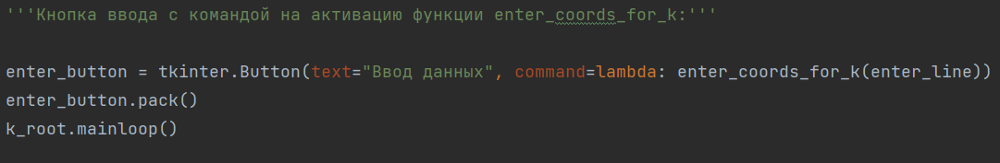 '''Кнопка ввода с командой на активацию функции enter_coords_for_k:'''
enter_button = tkinter.Button(text="Ввод данных", command=lambda: enter_coords_for_k(enter_line))
enter_button.pack()
k_root.mainloop()